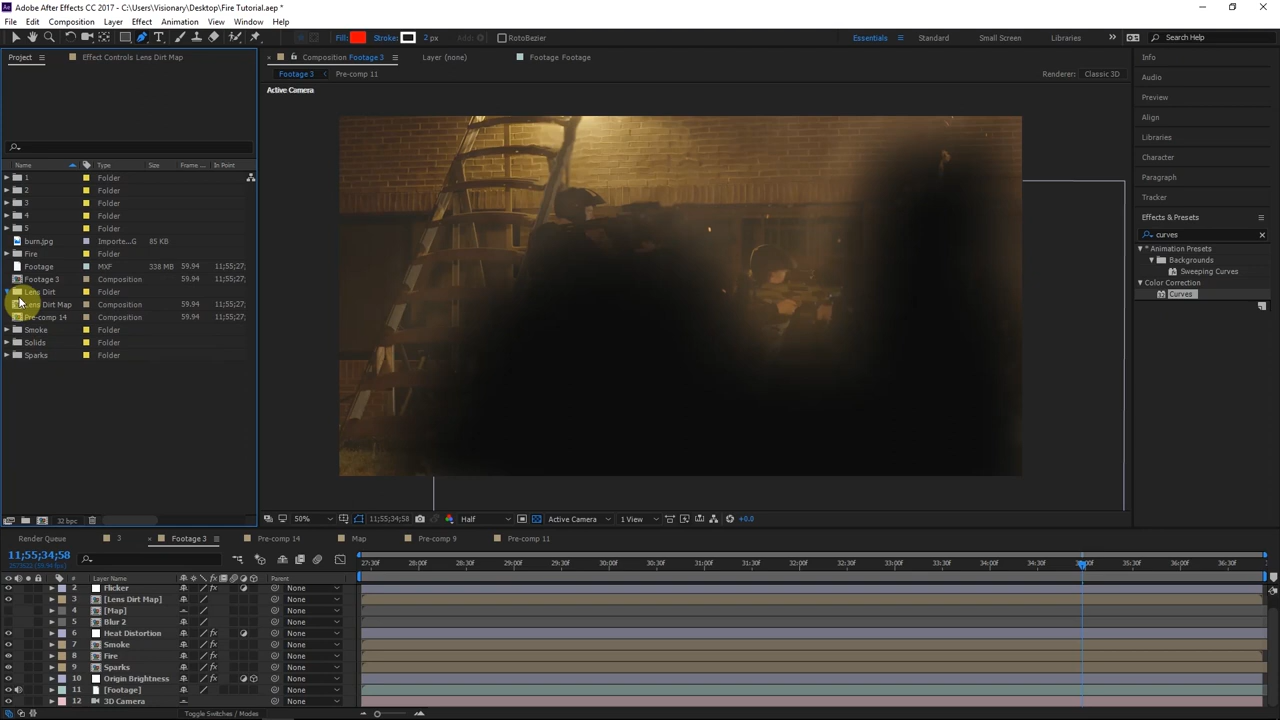 Adobe After Effects CC 2017 - C:\Users\Visionary\Desktop\Fire Tutorial.aep *
File Edit Composition Layer Effect Animation View Window Help
Fill: Stroke: 2 px RotoBezier Essentials Standard Small Screen Libraries Search Help
Project Effect Controls Lens Dirt Map
Composition Footage 3 Layer (none) Footage Footage
Footage 3 Pre-comp 11 Renderer: Classic 3D
Active Camera
Name Type Size Frame ... In Point
1 Folder
2 Folder
3 Folder
4 Folder
5 Folder
burn.jpg Importe...G 85 KB
Fire Folder
Footage MXF 338 MB 59.94 11;55;27;
Footage 3 Composition 59.94 11;55;27;
Lens Dirt Folder
Lens Dirt Map Composition 59.94 11;55;27;
Pre-comp 14 Composition 59.94 11;55;27;
Smoke Folder
Solids Folder
Sparks Folder
32 bpc
50% 11;55;34;58 Half Active Camera 1 View +0.0
Info
Audio
Preview
Align
Libraries
Character
Paragraph
Tracker
Effects & Presets
curves
* Animation Presets
Backgrounds
Sweeping Curves
Color Correction
Curves
Render Queue 3 Footage 3 Pre-comp 14 Map Pre-comp 9 Pre-comp 11
11;55;34;58
# Layer Name Parent
27:30f 28:00f 28:30f 29:00f 29:30f 30:00f 30:30f 31:00f 31:30f 32:00f 32:30f 33:00f 33:30f 34:00f 34:30f 35:00f 35:30f 36:00f 36:30f
2 Flicker None
3 [Lens Dirt Map] None
4 [Map] None
5 Blur 2 None
6 Heat Distortion None
7 Smoke None
8 Fire None
9 Sparks None
10 Origin Brightness None
11 [Footage] None
12 3D Camera None
Toggle Switches / Modes